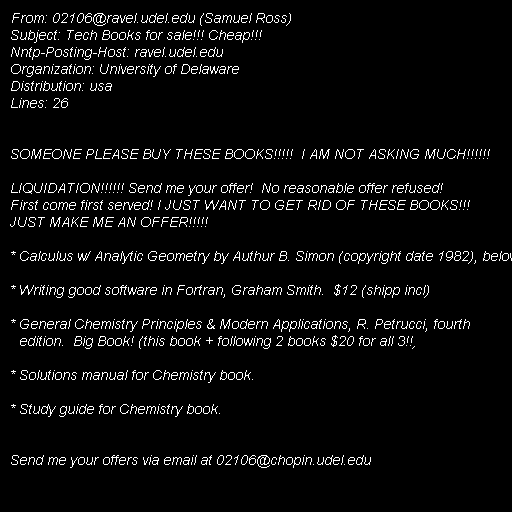 From: 02106@ravel.udel.edu (Samuel Ross)
Subject: Tech Books for sale!!! Cheap!!!
Nntp-Posting-Host: ravel.udel.edu
Organization: University of Delaware
Distribution: usa
Lines: 26
SOMEONE PLEASE BUY THESE BOOKS!!!!!  I AM NOT ASKING MUCH!!!!!!
LIQUIDATION!!!!!! Send me your offer!  No reasonable offer refused!
First come first served! I JUST WANT TO GET RID OF THESE BOOKS!!!
JUST MAKE ME AN OFFER!!!!!
* Calculus w/ Analytic Geometry by Authur B. Simon (copyright date 1982), below
* Writing good software in Fortran, Graham Smith.  $12 (shipp incl)
* General Chemistry Principles & Modern Applications, R. Petrucci, fourth
edition.  Big Book! (this book + following 2 books $20 for all 3!!,
* Solutions manual for Chemistry book.
* Study guide for Chemistry book.
Send me your offers via email at 02106@chopin.udel.edu